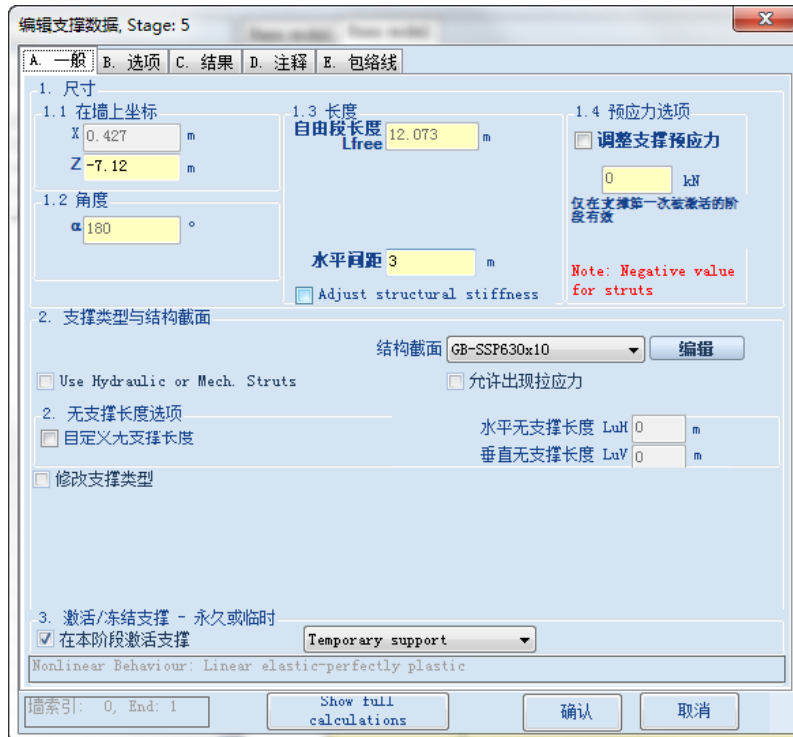 编辑支撑数据, Stage: 5
A. 一般 B. 选项 C. 结果 D. 注释 E. 包络线
1. 尺寸
1.1 在墙上坐标
X 0.427 m
Z -7.12 m
1.2 角度
α 180 °
1.3 长度
自由段长度 Lfree 12.073 m
水平间距 3 m
Adjust structural stiffness
1.4 预应力选项
调整支撑预应力
0 kN
仅在支撑第一次被激活的阶
段有效
Note: Negative value
for struts
2. 支撑类型与结构截面
结构截面 GB-SSP630x10 编辑
Use Hydraulic or Mech. Struts 允许出现拉应力
2. 无支撑长度选项
自定义无支撑长度
水平无支撑长度 LuH 0 m
垂直无支撑长度 LuV 0 m
修改支撑类型
3. 激活/冻结支撑 - 永久或临时
在本阶段激活支撑 Temporary support
Nonlinear Behaviour: Linear elastic-perfectly plastic
墙索引: 0, End: 1
Show full
calculations
确认 取消